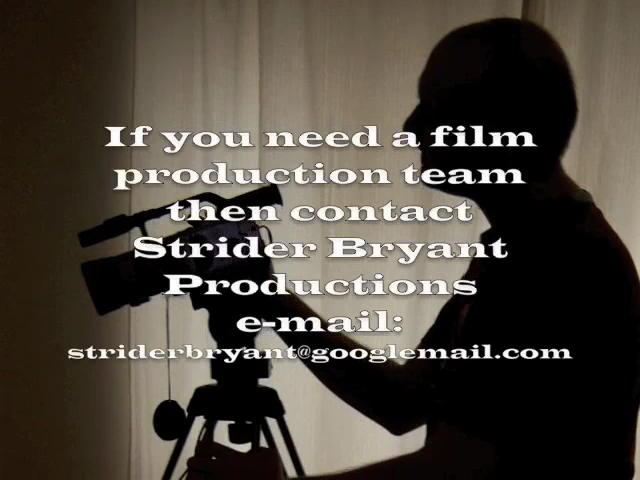 If you need a film
production team
then contact
Strider Bryant
Productions
e-mail:
striderbryant@googlemail.com